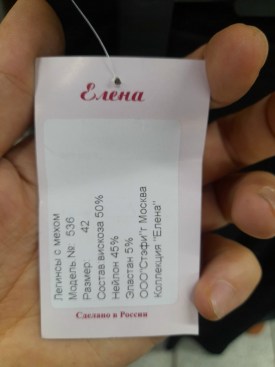 Елена
Легинсы с мехом
Модель №   536
Размер:   42
Состав вискоза 50%
Нейлон 45%
Эластан 5%
ООО"Стэфи"г Москва
Коллекция "Елена"
Сделано в России